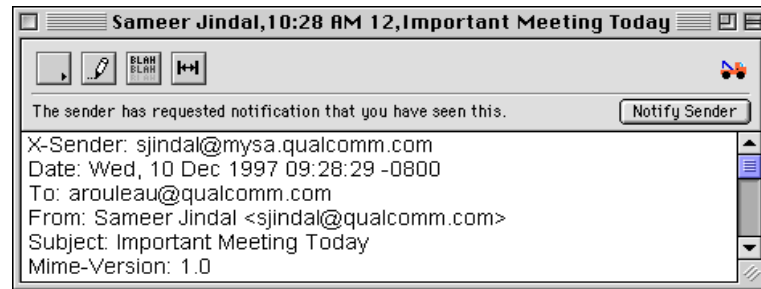 Sameer Jindal,10:28 AM 12,Important Meeting Today
BLAH
BLAH
BLAH
The sender has requested notification that you have seen this.
Notify Sender
X-Sender: sjindal@mysa.qualcomm.com
Date: Wed, 10 Dec 1997 09:28:29 -0800
To: arouleau@qualcomm.com
From: Sameer Jindal <sjindal@qualcomm.com>
Subject: Important Meeting Today
Mime-Version: 1.0